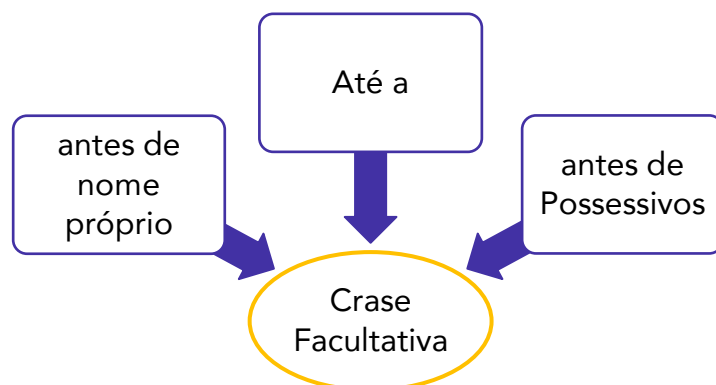 Até a
antes de
nome
próprio
antes de
Possessivos
Crase
Facultativa